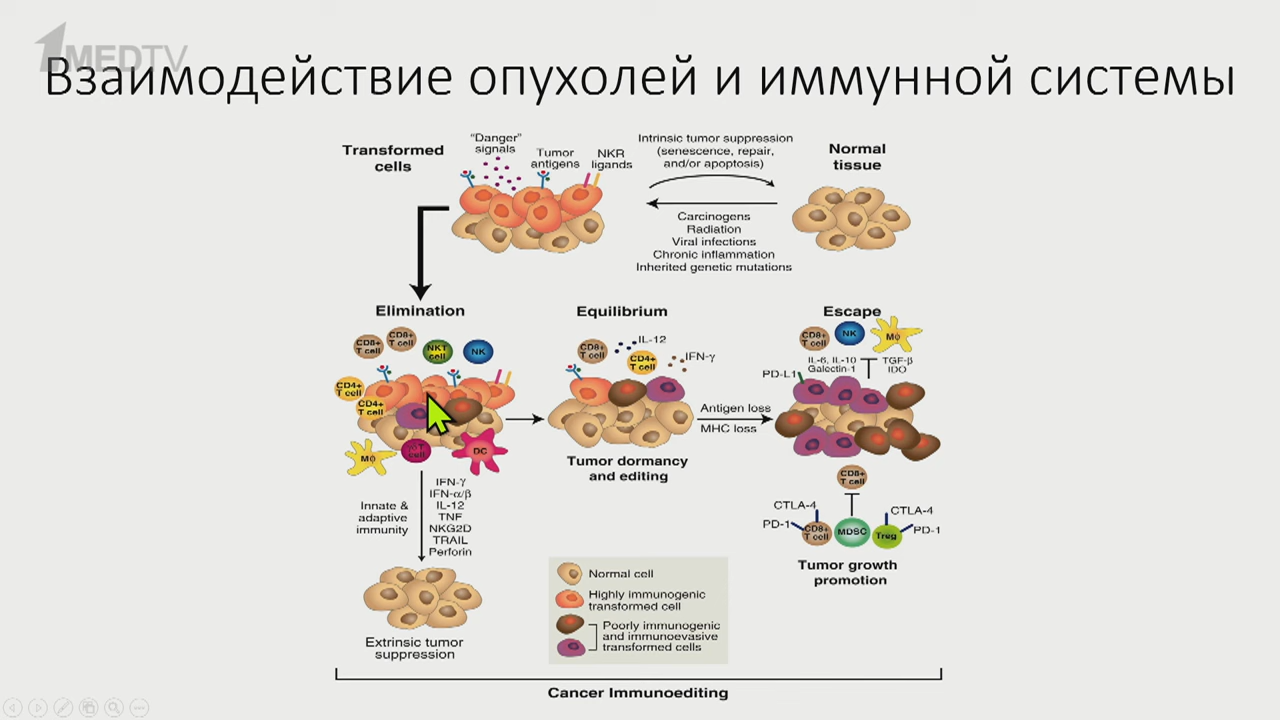 1MEDTV
Взаимодействие опухолей и иммунной системы
Transformed
cells
"Danger"
signals
Tumor
antigens
NKR
ligands
Intrinsic tumor suppression
(senescence, repair,
and/or apoptosis)
Normal
tissue
Carcinogens
Radiation
Viral infections
Chronic inflammation
Inherited genetic mutations
Elimination
CD8+
T cell
CD8+
T cell
NKT
cell
NK
CD4+
T cell
CD4+
T cell
Mϕ
γδT
cell
DC
Innate &
adaptive
immunity
IFN-γ
IFN-α/β
IL-12
TNF
NKG2D
TRAIL
Perforin
Extrinsic tumor
suppression
Equilibrium
CD8+
T cell
IL-12
CD4+
T cell
IFN-γ
Tumor dormancy
and editing
Antigen loss
MHC loss
Escape
CD8+
T cell
NK
Mϕ
IL-6, IL-10
Galectin-1
TGF-β
IDO
PD-L1
CD8+
T cell
CTLA-4
PD-1
CD8+
T cell
MDSC
Treg
CTLA-4
PD-1
Tumor growth
promotion
Normal cell
Highly immunogenic
transformed cell
Poorly immunogenic
and immunoevasive
transformed cells
Cancer Immunoediting